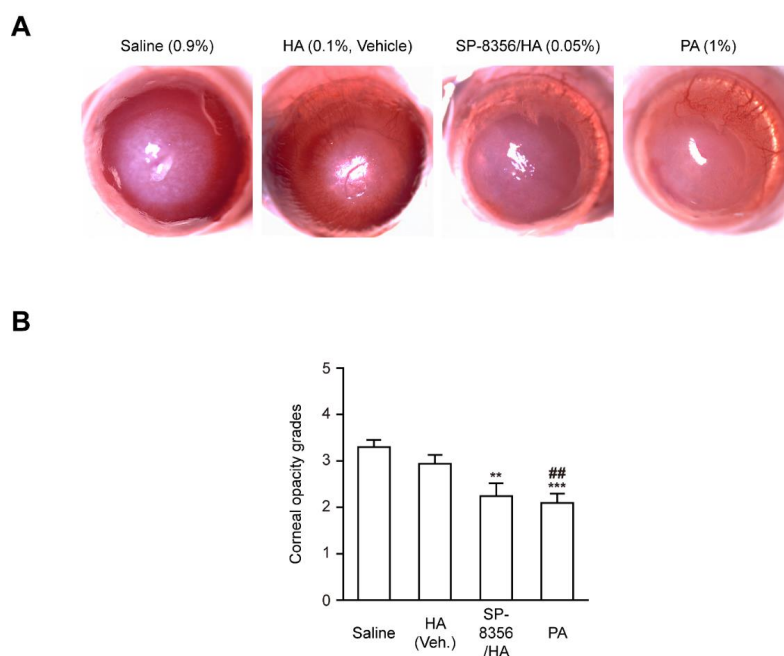 A
Saline (0.9%)
HA (0.1%, Vehicle)
SP-8356/HA (0.05%)
PA (1%)
B
Corneal opacity grades
5
4
3
2
1
0
**
##
***
Saline
HA
(Veh.)
SP-
8356
/HA
PA